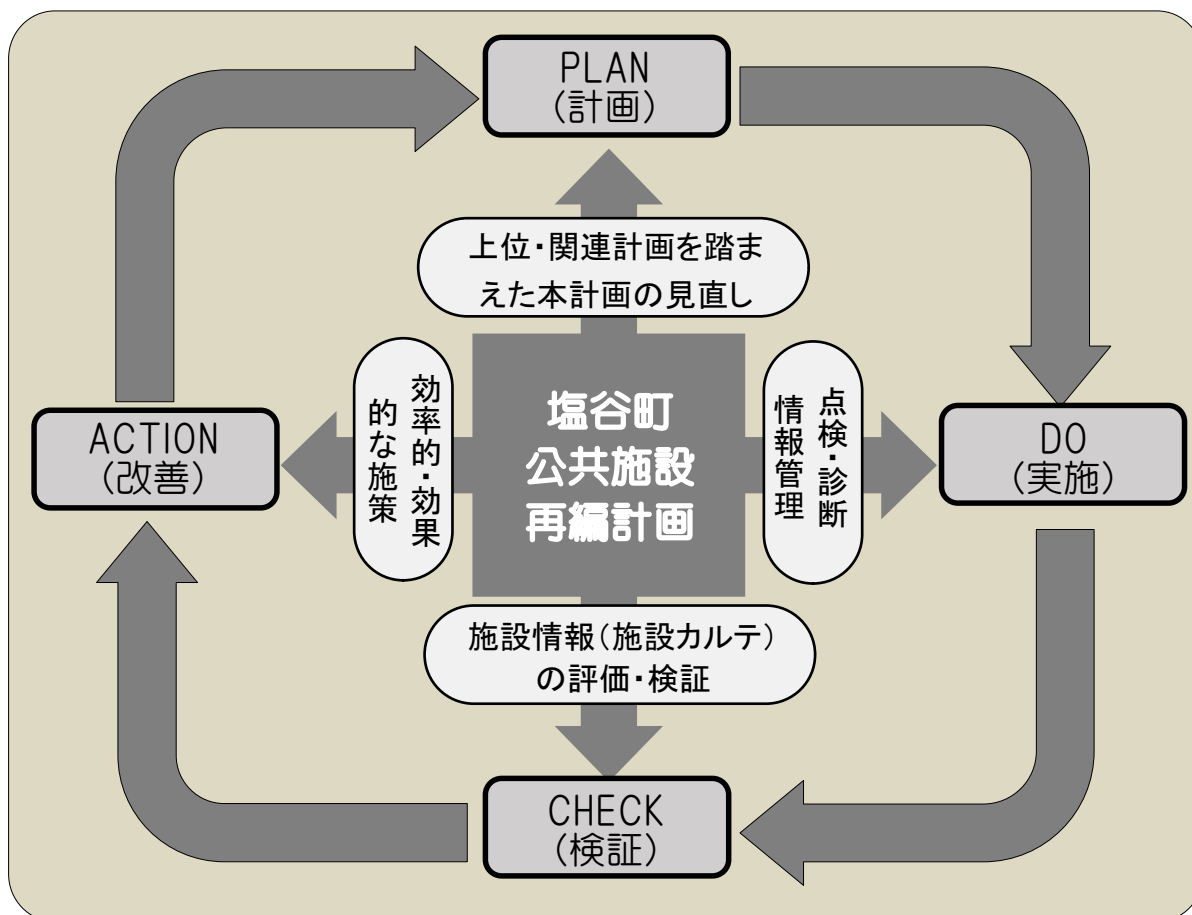 PLAN
(計画)
上位・関連計画を踏ま
えた本計画の見直し
効率的・効果
的な施策
塩谷町
公共施設
再編計画
点検・診断
情報管理
ACTION
(改善)
DO
(実施)
施設情報(施設カルテ)
の評価・検証
CHECK
(検証)